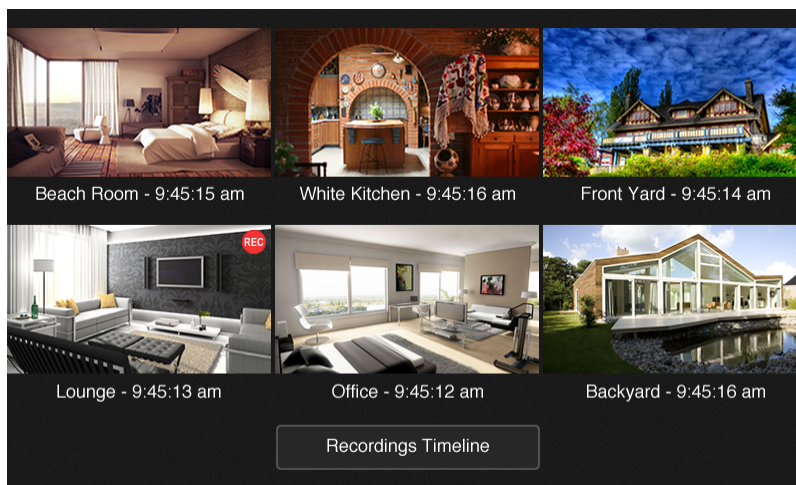 Beach Room - 9:45:15 am
White Kitchen - 9:45:16 am
Front Yard - 9:45:14 am
REC
Lounge - 9:45:13 am
Office - 9:45:12 am
Backyard - 9:45:16 am
Recordings Timeline